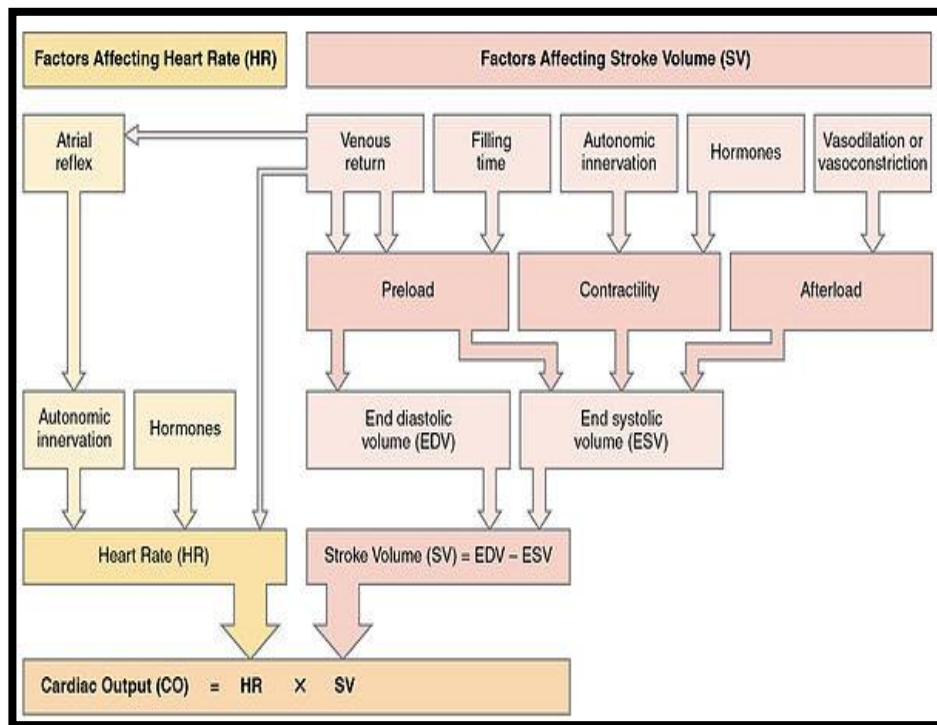 Factors Affecting Heart Rate (HR)
Factors Affecting Stroke Volume (SV)
Atrial
reflex
Venous
return
Filling
time
Autonomic
innervation
Hormones
Vasodilation or
vasoconstriction
Preload
Contractility
Afterload
Autonomic
innervation
Hormones
End diastolic
volume (EDV)
End systolic
volume (ESV)
Heart Rate (HR)
Stroke Volume (SV) = EDV – ESV
Cardiac Output (CO) = HR X SV